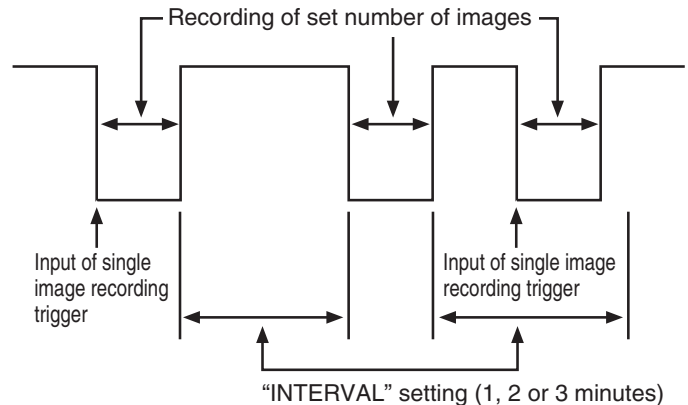 Recording of set number of images
Input of single
image recording
trigger
Input of single image
recording trigger
“INTERVAL” setting (1, 2 or 3 minutes)